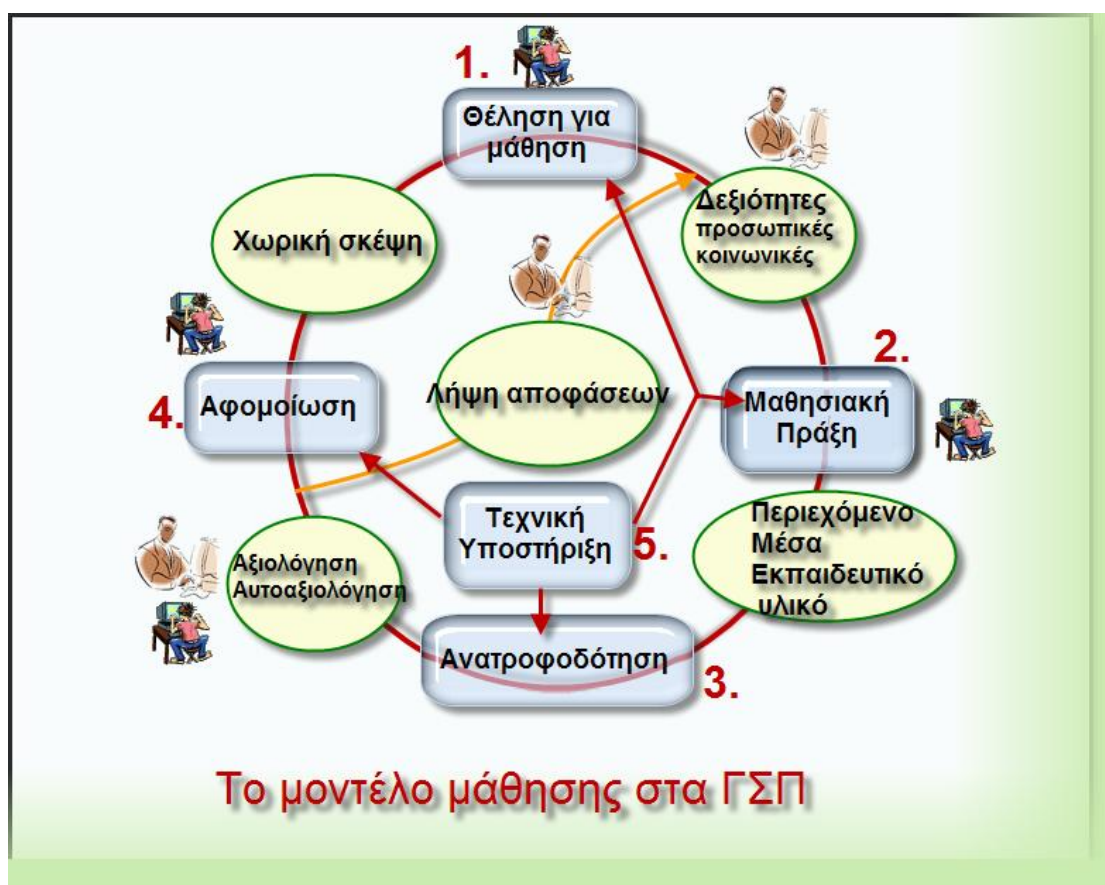 1.
Θέληση για
μάθηση
Δεξιότητες
προσωπικές
κοινωνικές
Χωρική σκέψη
2.
Μαθησιακή
Πράξη
Λήψη αποφάσεων
4.
Αφομοίωση
Τεχνική
Υποστήριξη
5.
Περιεχόμενο
Μέσα
Εκπαιδευτικό
υλικό
Αξιολόγηση
Αυτοαξιολόγηση
Ανατροφοδότηση
3.
Το μοντέλο μάθησης στα ΓΣΠ